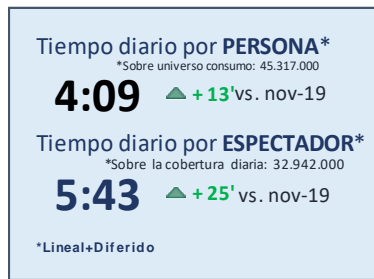 Tiempo diario por PERSONA*
*Sobre universo consumo: 45.317.000
4:09 + 13' vs. nov-19
Tiempo diario por ESPECTADOR*
*Sobre la cobertura diaria: 32.942.000
5:43 + 25' vs. nov-19
*Lineal+Diferido